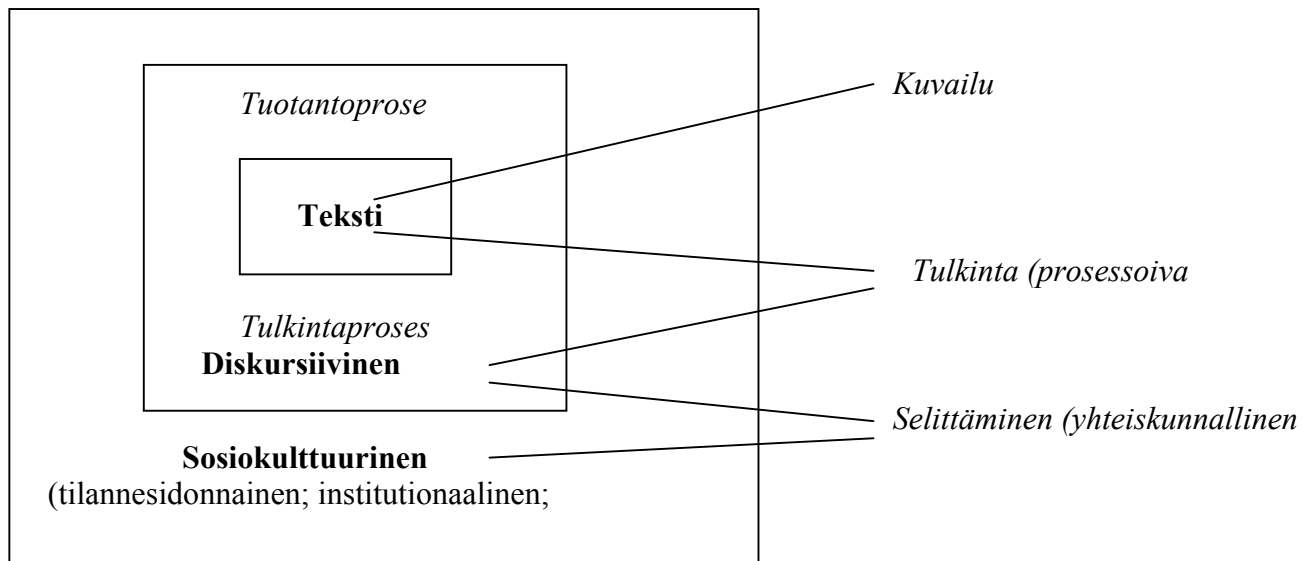 Tuotantoprose
Kuvailu
Teksti
Tulkinta (prosessoiva
Tulkintaproses
Diskursiivinen
Selittäminen (yhteiskunnallinen
Sosiokulttuurinen
(tilannesidonnainen; institutionaalinen;